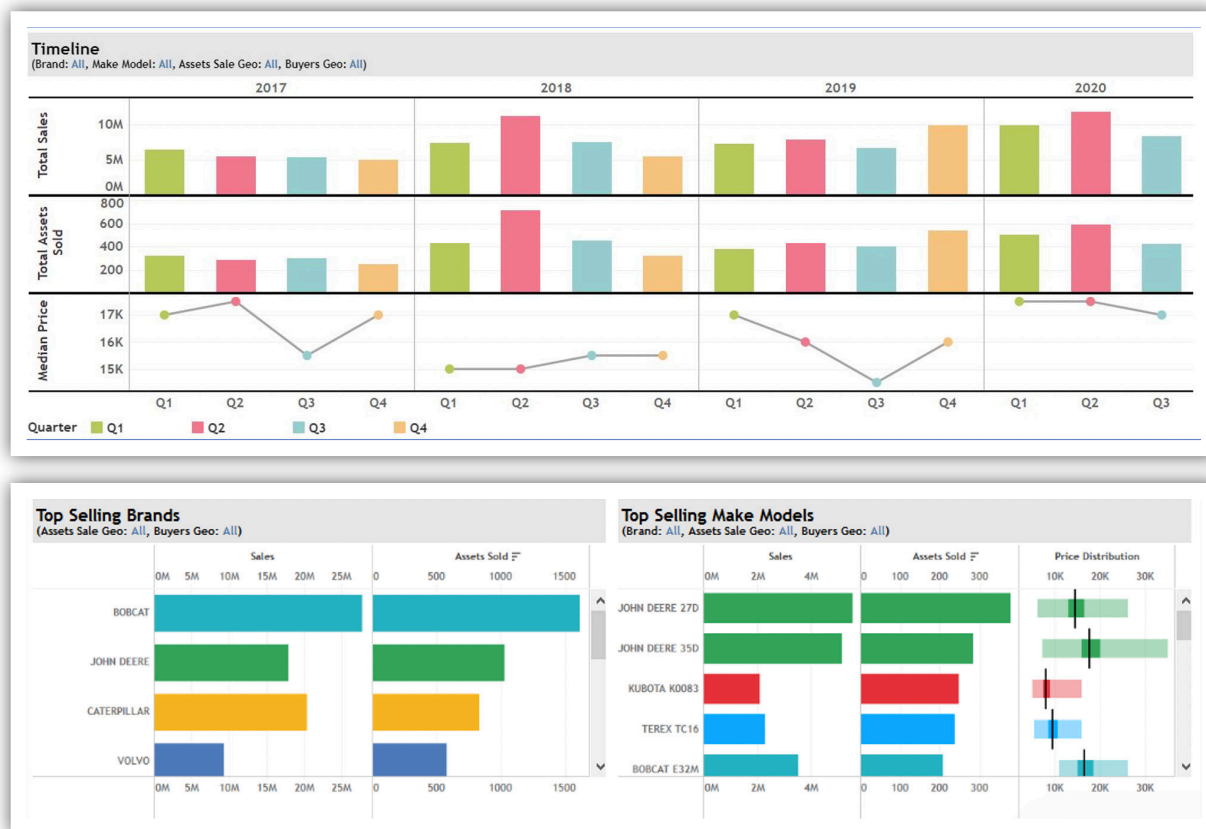 Timeline
(Brand: All, Make Model: All, Assets Sale Geo: All, Buyers Geo: All)
2017 2018 2019 2020
Total Sales
10M
5M
0M
Total Assets Sold
800
600
400
200
Median Price
17K
16K
15K
Q1 Q2 Q3 Q4 Q1 Q2 Q3 Q4 Q1 Q2 Q3 Q4 Q1 Q2 Q3
Quarter Q1 Q2 Q3 Q4
Top Selling Brands
(Assets Sale Geo: All, Buyers Geo: All)
Sales Assets Sold
0M 5M 10M 15M 20M 25M 0 500 1000 1500
BOBCAT
JOHN DEERE
CATERPILLAR
VOLVO
0M 5M 10M 15M 20M 25M 0 500 1000 1500
Top Selling Make Models
(Brand: All, Assets Sale Geo: All, Buyers Geo: All)
Sales Assets Sold Price Distribution
0M 2M 4M 0 100 200 300 10K 20K 30K
JOHN DEERE 27D
JOHN DEERE 35D
KUBOTA K0083
TEREX TC16
BOBCAT E32M
0M 2M 4M 0 100 200 300 10K 20K 30K